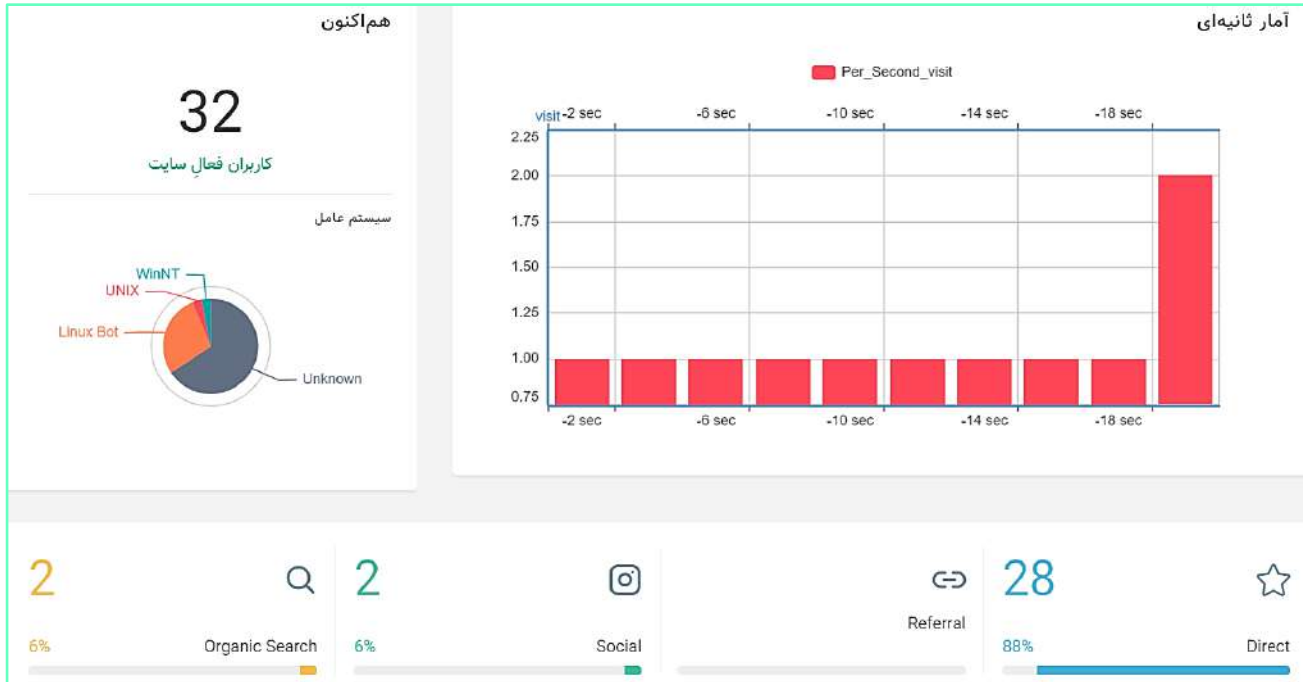 آمار ثانیه‌ای
Per_Second_visit
visit
-2 sec -6 sec -10 sec -14 sec -18 sec
2.25
2.00
1.75
1.50
1.25
1.00
0.75
-2 sec -6 sec -10 sec -14 sec -18 sec
هم‌اکنون
32
کاربران فعالِ سایت
سیستم عامل
WinNT
UNIX
Linux Bot
Unknown
28
88% Direct
Referral
2
6% Social
2
6% Organic Search